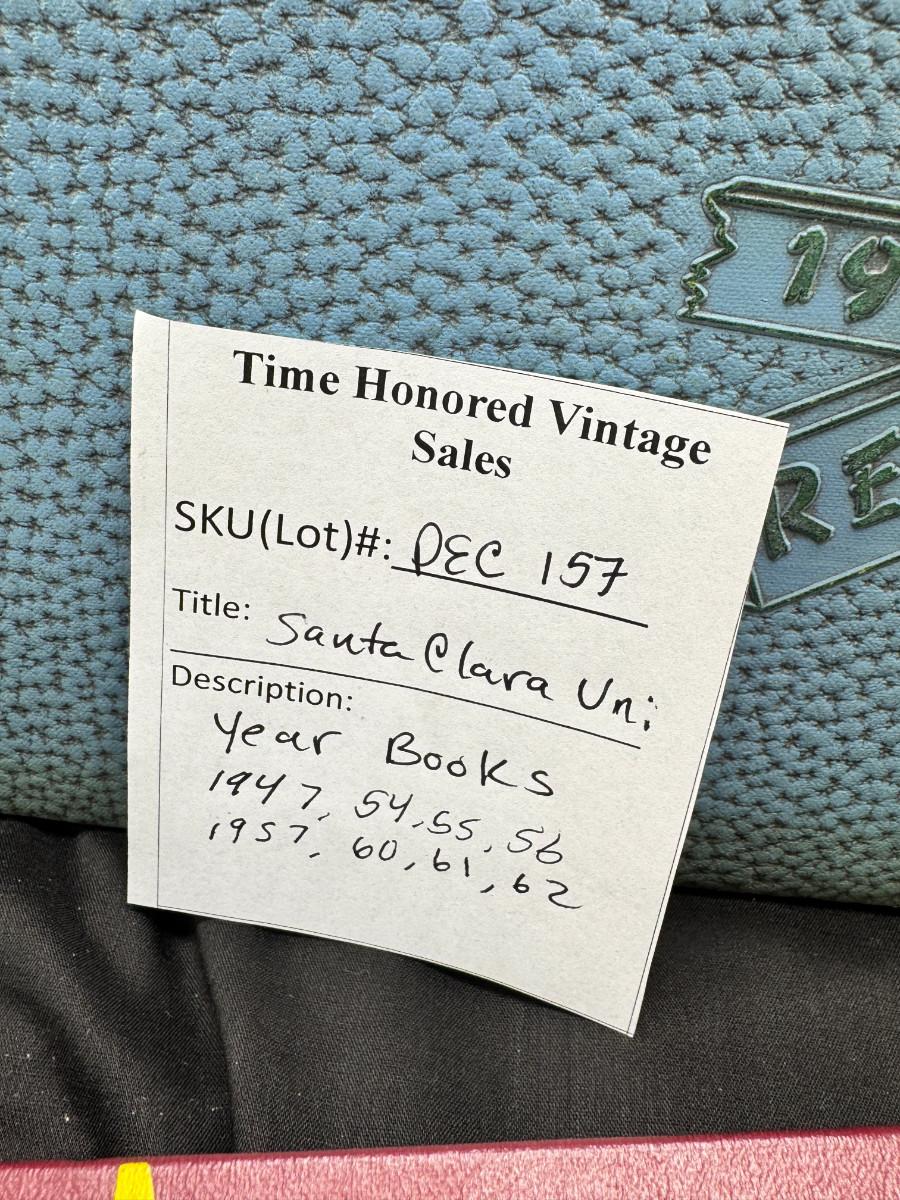 19
RE
Time Honored Vintage
Sales
SKU(Lot)#: DEC 157
Title: Santa Clara Uni
Description:
Year Books
1947, 54, 55, 56
1957, 60, 61, 62